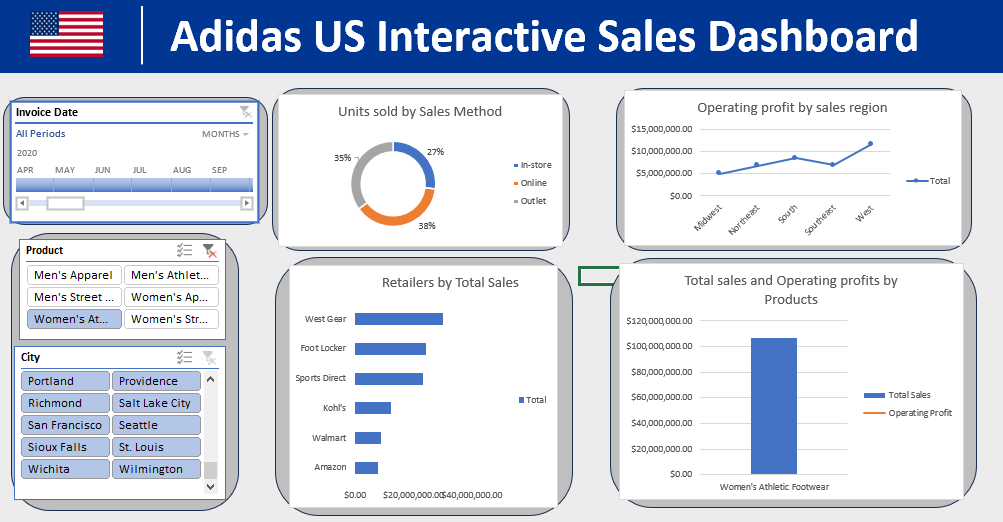 Adidas US Interactive Sales Dashboard
Invoice Date
All Periods
MONTHS
2020
APR MAY JUN JUL AUG SEP
Product
Men's Apparel Men's Athlet...
Men's Street ... Women's Ap...
Women's At... Women's Str...
City
Portland Providence
Richmond Salt Lake City
San Francisco Seattle
Sioux Falls St. Louis
Wichita Wilmington
Units sold by Sales Method
35%
27%
38%
In-store
Online
Outlet
Operating profit by sales region
$15,000,000.00
$10,000,000.00
$5,000,000.00
$0.00
Midwest
Northeast
South
Southeast
West
Total
Retailers by Total Sales
West Gear
Foot Locker
Sports Direct
Kohl's
Walmart
Amazon
$0.00 $20,000,000.00 $40,000,000.00
Total
Total sales and Operating profits by
Products
$120,000,000.00
$100,000,000.00
$80,000,000.00
$60,000,000.00
$40,000,000.00
$20,000,000.00
$0.00
Women's Athletic Footwear
Total Sales
Operating Profit